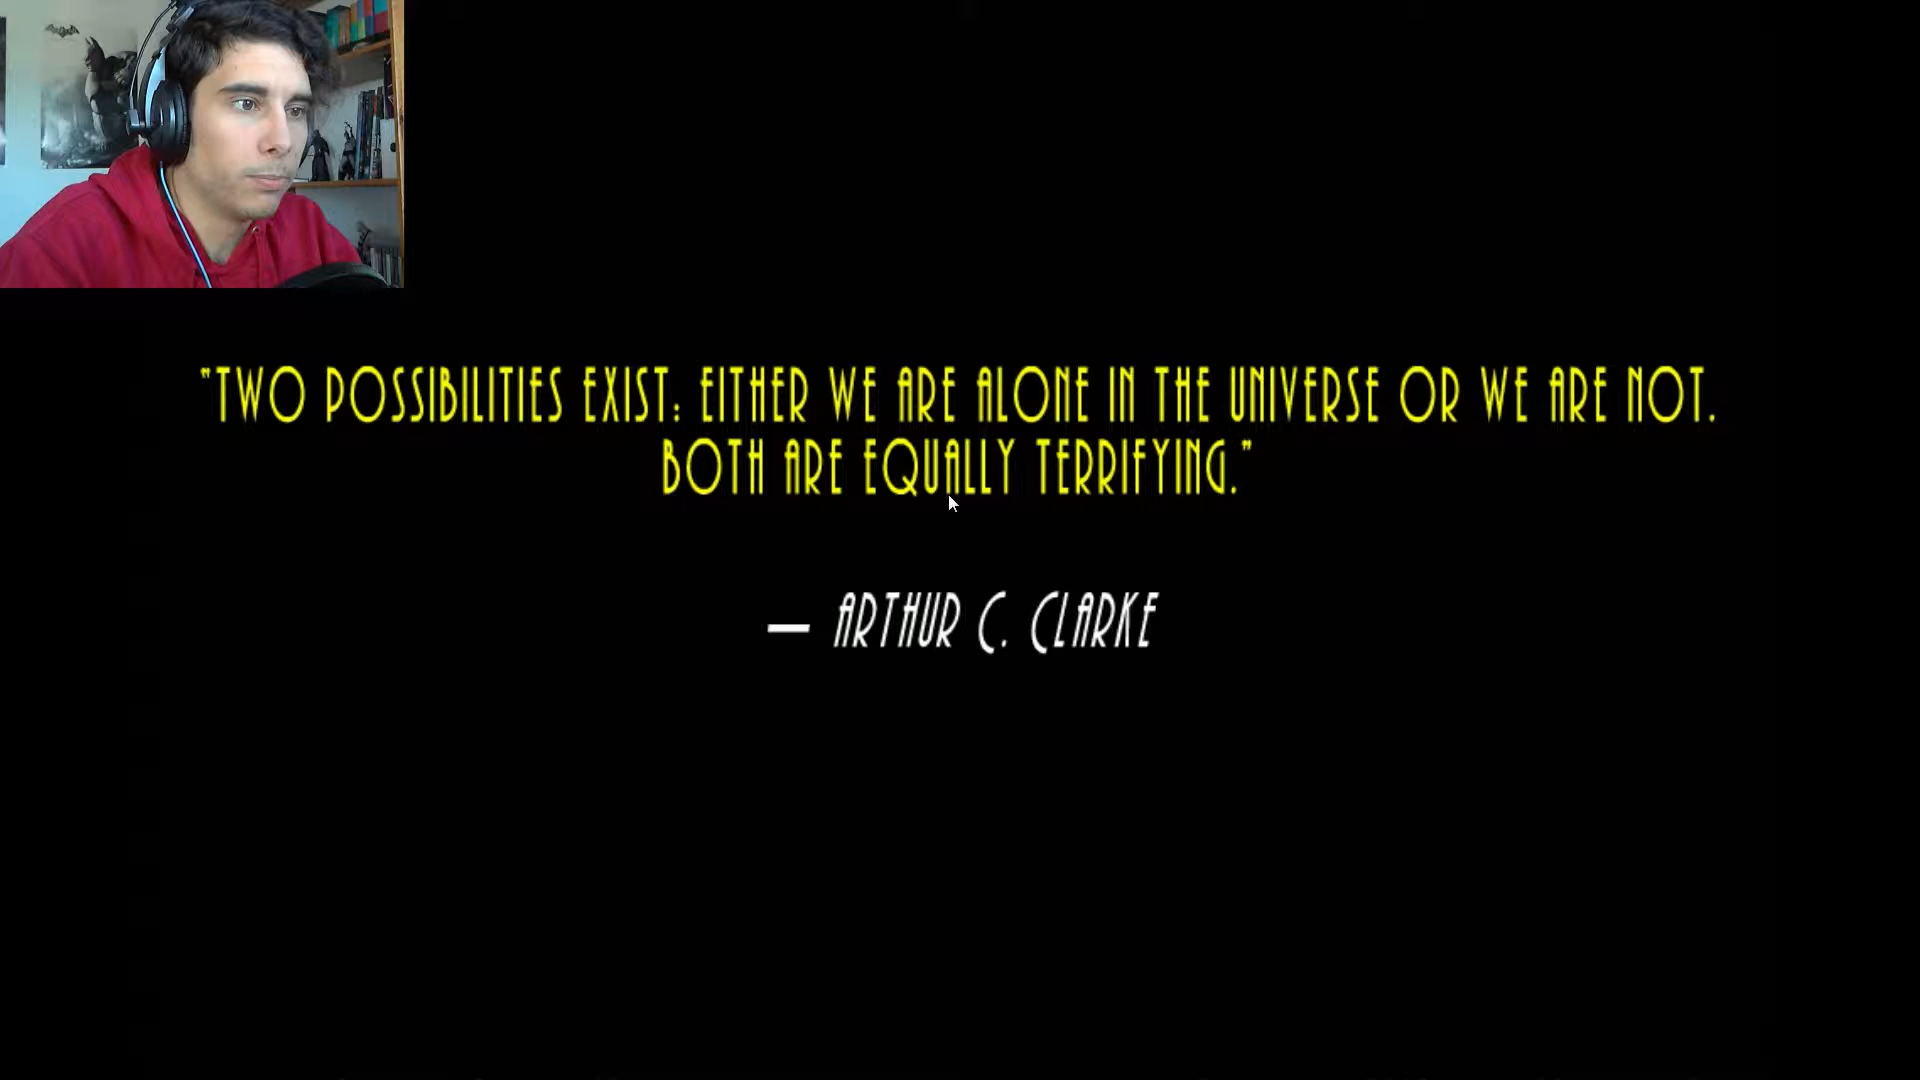 "TWO POSSIBILITIES EXIST: EITHER WE ARE ALONE IN THE UNIVERSE OR WE ARE NOT.
BOTH ARE EQUALLY TERRIFYING."
— ARTHUR C. CLARKE